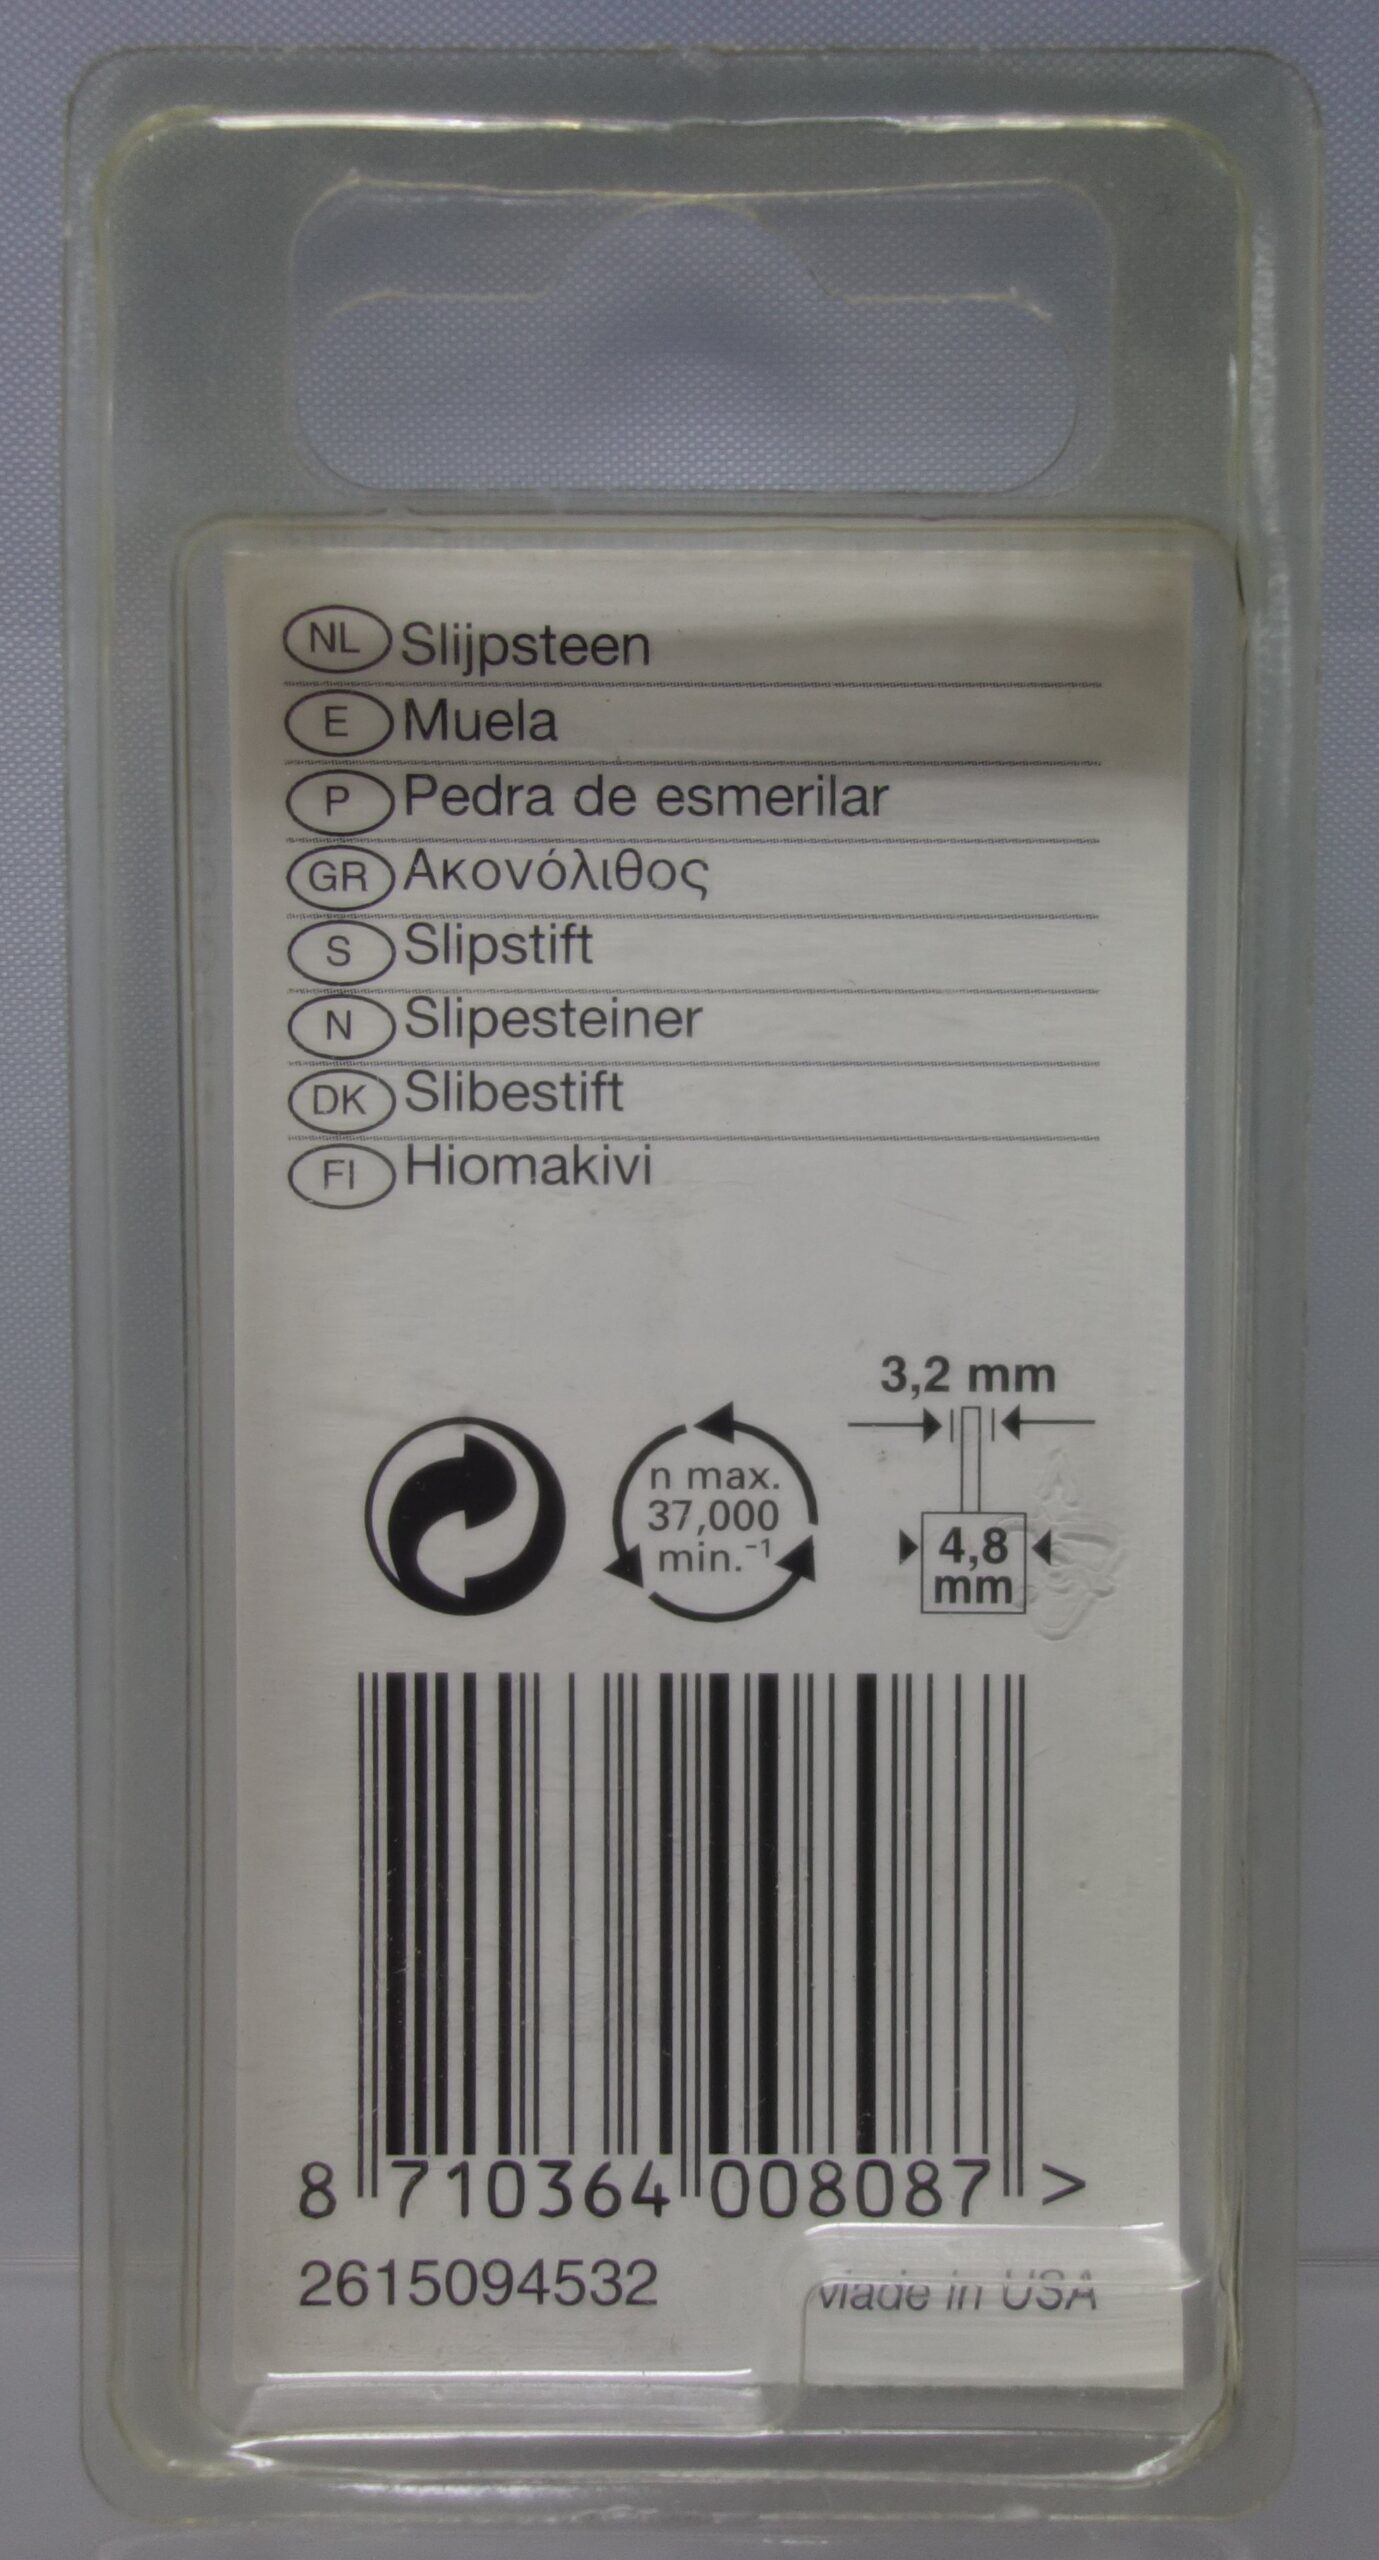 NL Slijpsteen
E Muela
P Pedra de esmerilar
GR Ακονόλιθος
S Slipstift
N Slipesteiner
DK Slibestift
FI Hiomakivi
3,2 mm
n max.
37,000
min.⁻¹
4,8
mm
8 710364 008087 >
2615094532 Made in USA